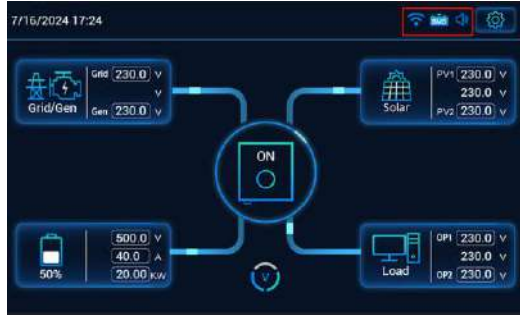 7/16/2024 17:24
Grid 230.0 V
V
Grid/Gen
Gen 230.0 V
PV1 230.0 V
230.0 V
Solar
PV2 230.0 V
ON
500.0 V
40.0 A
50%
20.00 KW
V
OP1 230.0 V
230.0 V
Load
OP2 230.0 V